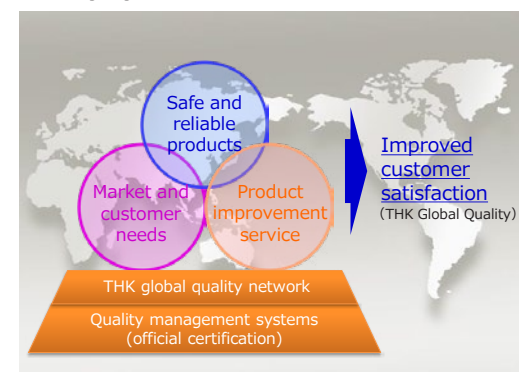 Safe and
reliable
products
Market and
customer
needs
Product
improvement
service
Improved
customer
satisfaction
(THK Global Quality)
THK global quality network
Quality management systems
(official certification)